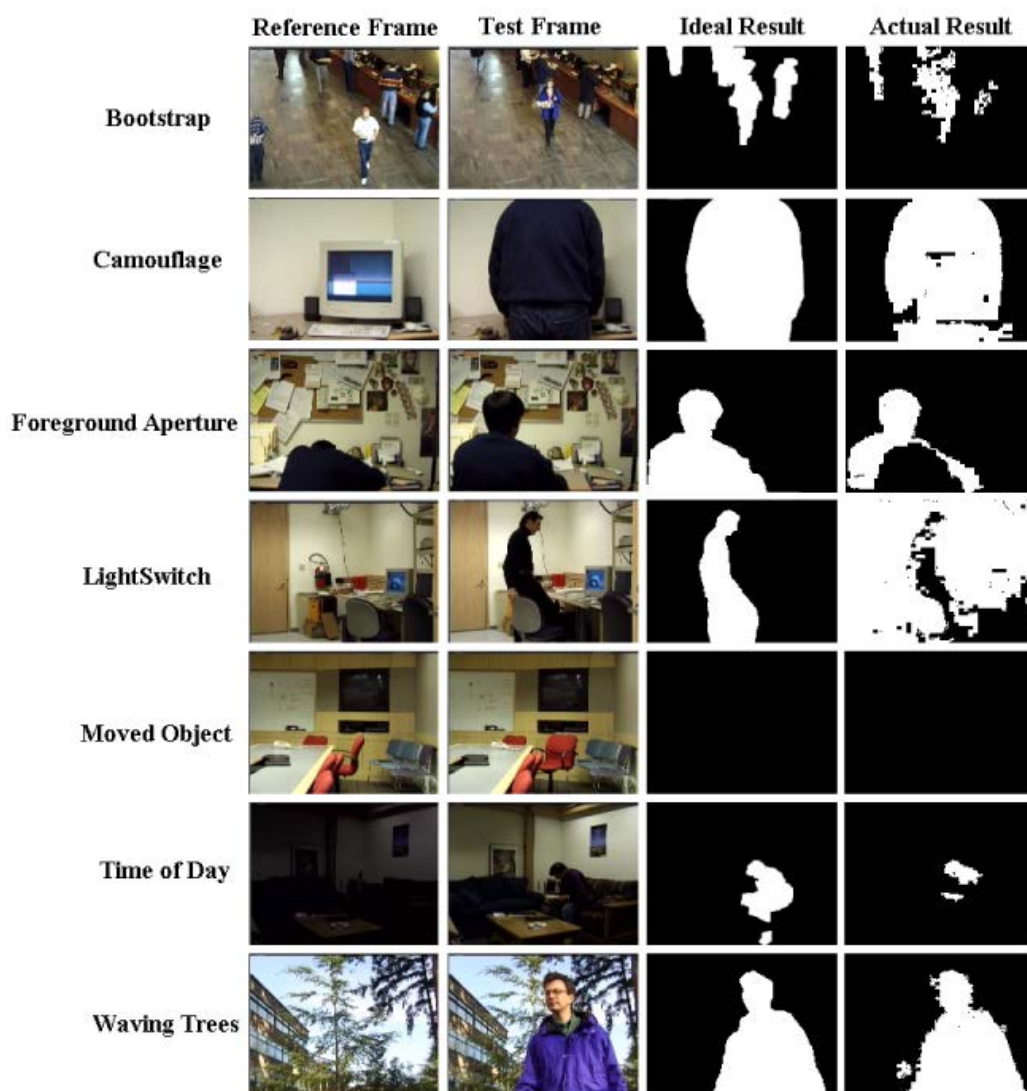 Reference Frame Test Frame Ideal Result Actual Result
Bootstrap
Camouflage
Foreground Aperture
LightSwitch
Moved Object
Time of Day
Waving Trees